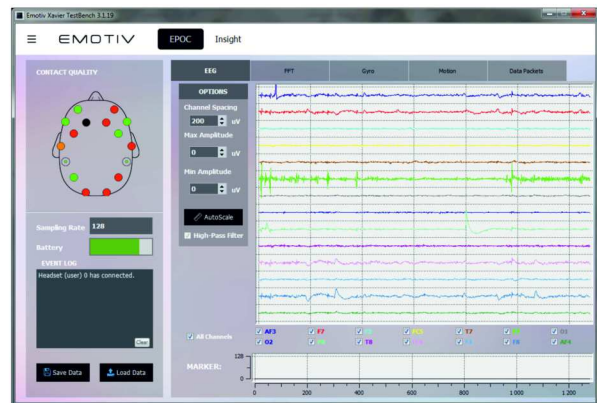 Emotiv Xavier TestBench 3.1.19
EMOTIV
EPOC
Insight
CONTACT QUALITY
EEG
FFT
Gyro
Motion
Data Packets
OPTIONS
Channel Spacing
200 uV
Max Amplitude
0 uV
Min Amplitude
0 uV
AutoScale
High-Pass Filter
Sampling Rate 128
Battery
EVENT LOG
Headset (user) 0 has connected.
Clear
Save Data
Load Data
All Channels
AF3 F7 FC5 T7 O1
O2 T8 F8 AF4
MARKER:
128
0
0 200 400 600 800 1 000 1 200